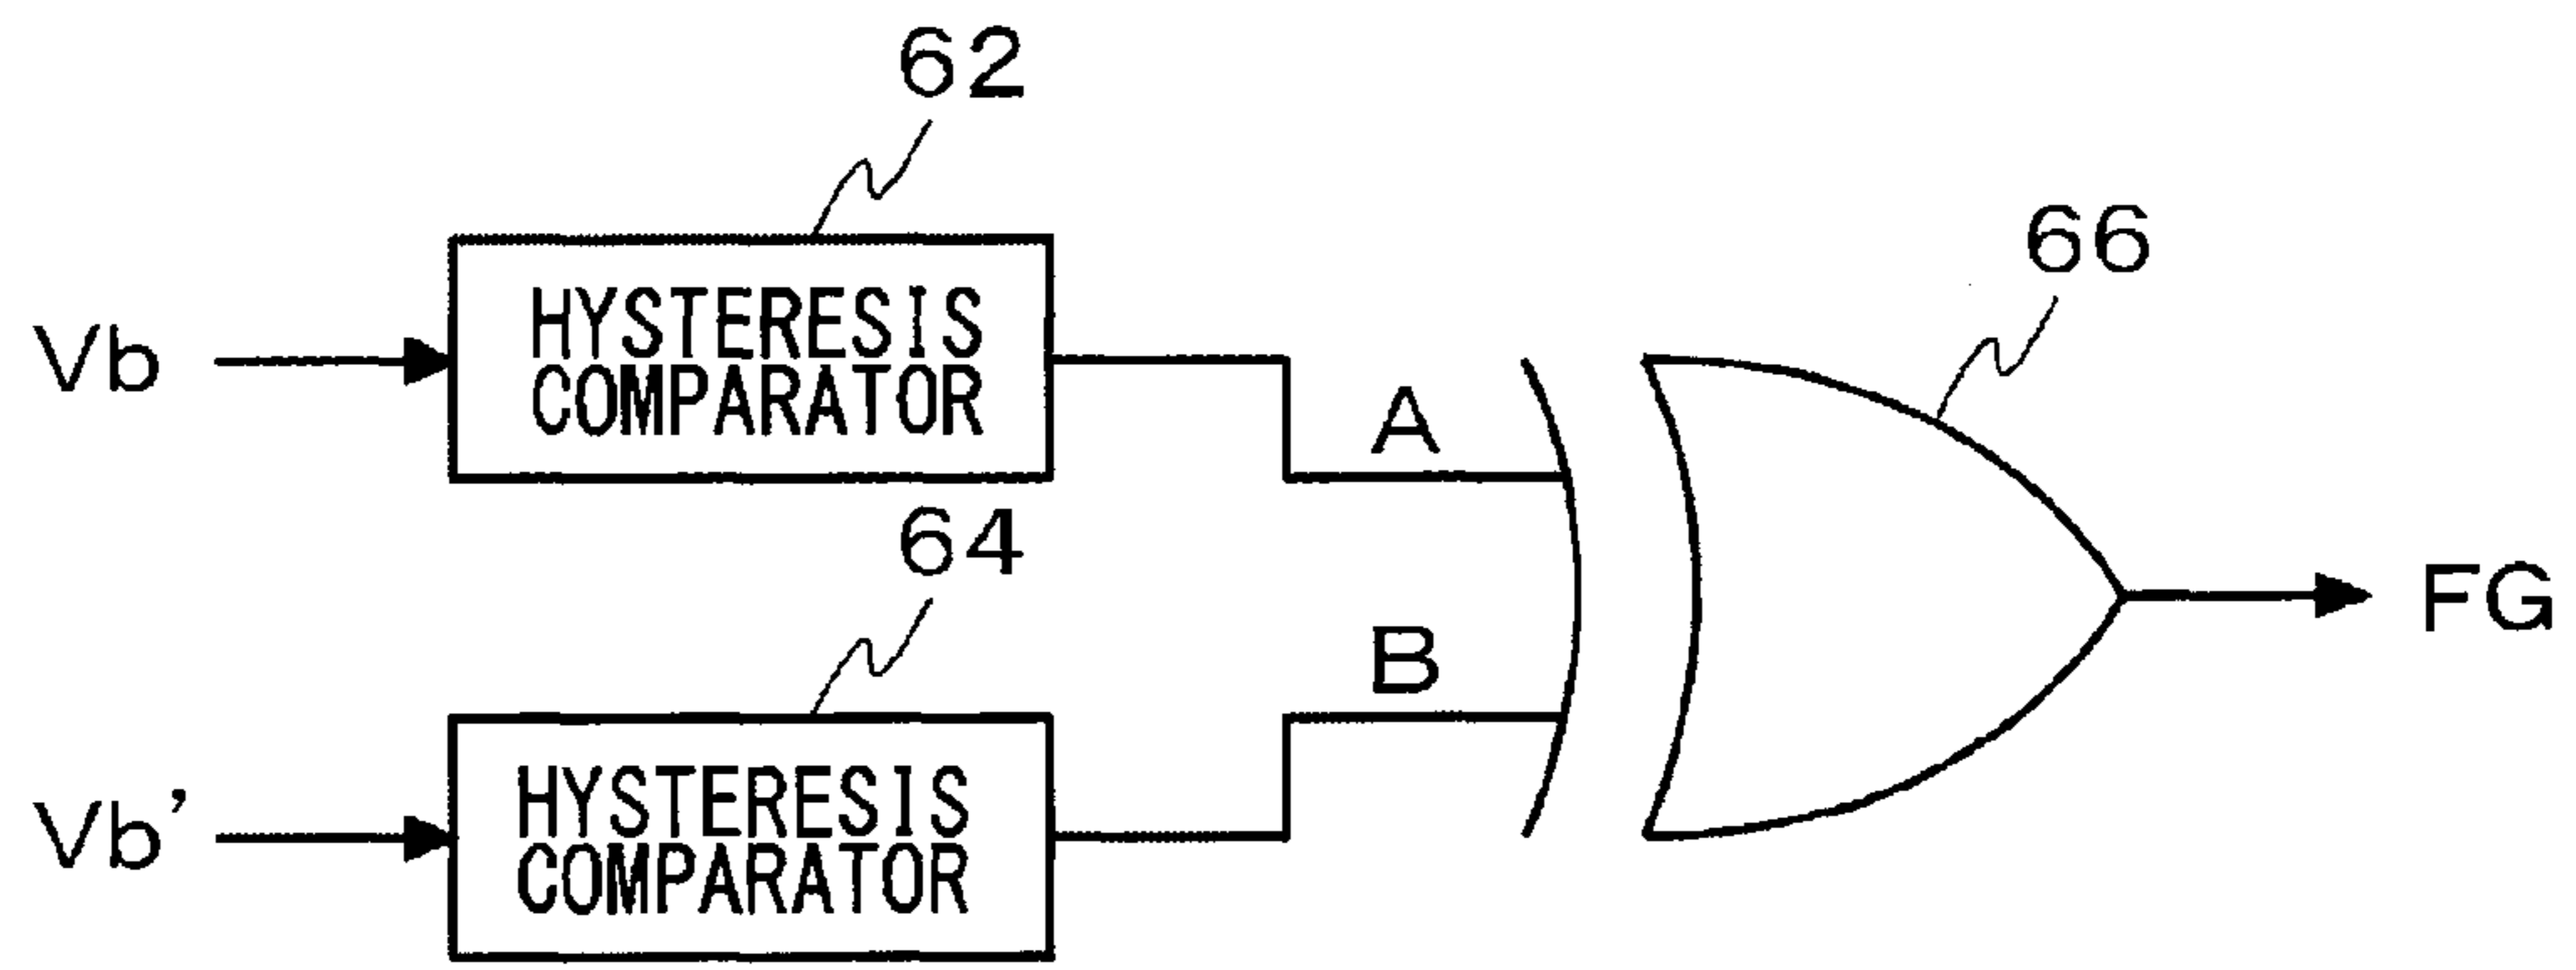 62
66
Vb
HYSTERESIS
COMPARATOR
A
64
FG
B
Vb’
HYSTERESIS
COMPARATOR